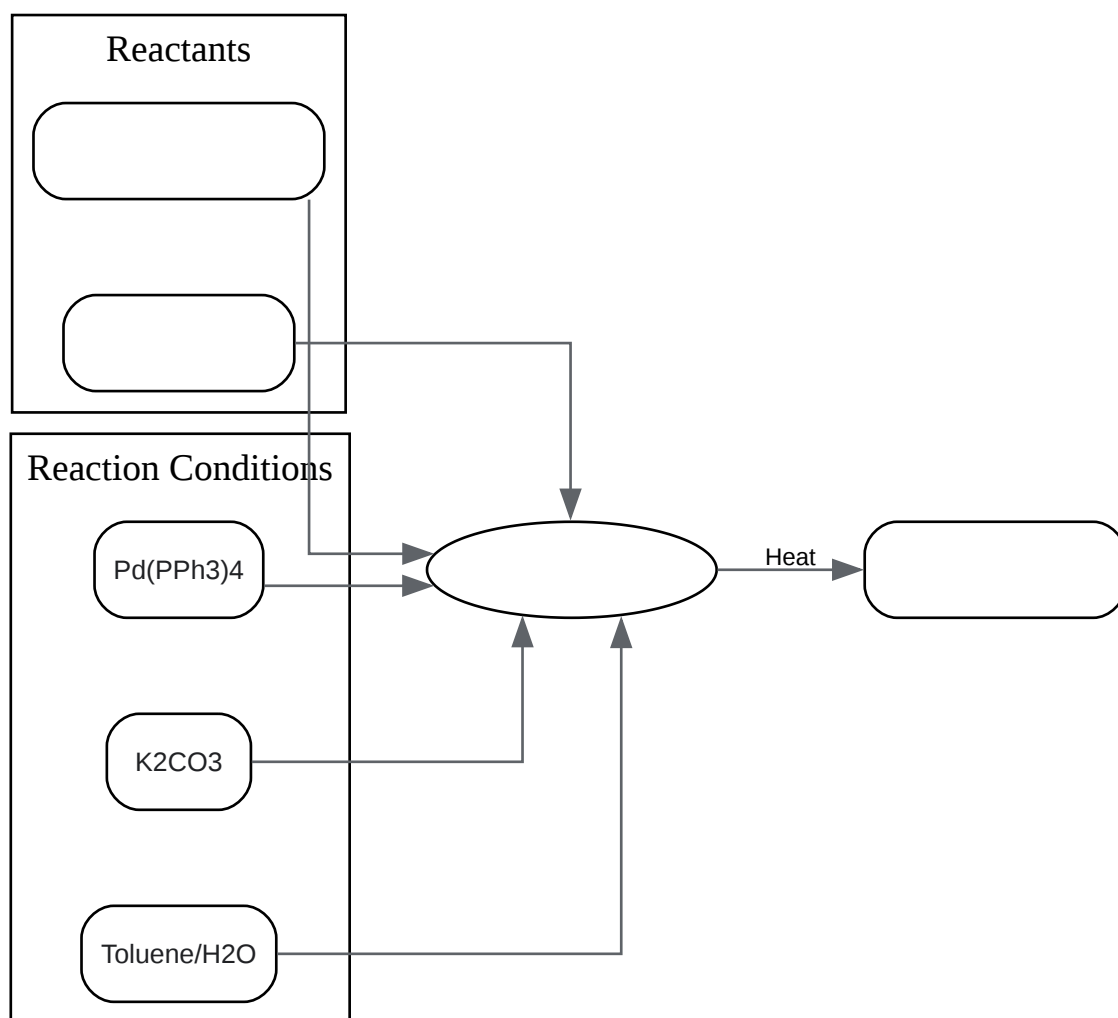 Reactants
Reaction Conditions
Pd(PPh3)4
Heat
K2CO3
Toluene/H2O